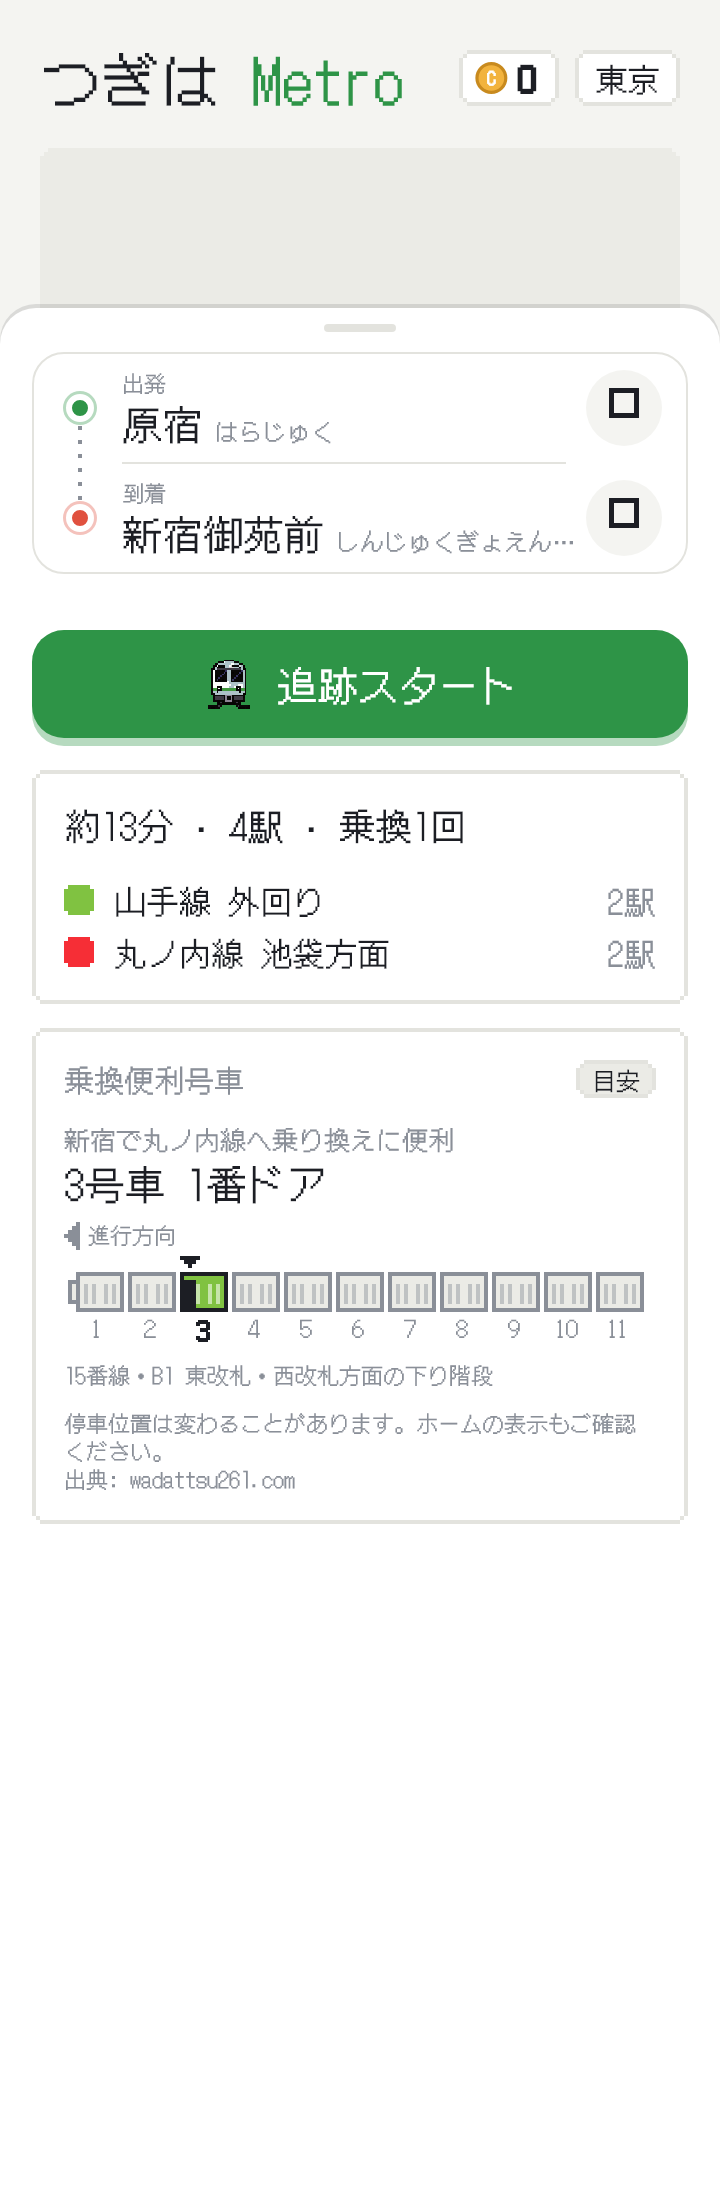 つぎは Metro
C 0
東京
出発
原宿 はらじゅく
到着
新宿御苑前 しんじゅくぎょえん…
追跡スタート
約13分 · 4駅 · 乗換1回
山手線 外回り 2駅
丸ノ内線 池袋方面 2駅
乗換便利号車 目安
新宿で丸ノ内線へ乗り換えに便利
3号車 1番ドア
進行方向
1 2 3 4 5 6 7 8 9 10 11
15番線・B1 東改札・西改札方面の下り階段
停車位置は変わることがあります。ホームの表示もご確認
ください。
出典: wadattsu261.com